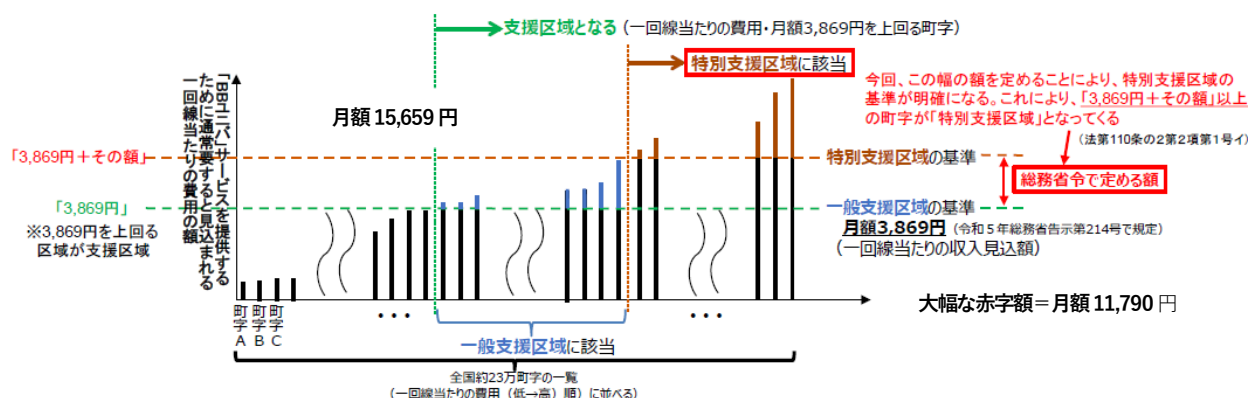 支援区域となる（一回線当たりの費用・月額3,869円を上回る町字）
特別支援区域に該当
今回、この幅の額を定めることにより、特別支援区域の
基準が明確になる。これにより、「3,869円＋その額」以上
の町字が「特別支援区域」となってくる
（法第110条の2第2項第1号イ）
「BBユニバ」サービスを提供する
ために通常要すると見込まれる
一回線当たりの費用の額
月額 15,659 円
「3,869円＋その額」
特別支援区域の基準
総務省令で定める額
「3,869円」
※3,869円を上回る
区域が支援区域
一般支援区域の基準
月額3,869円（令和５年総務省告示第214号で規定）
（一回線当たりの収入見込額）
大幅な赤字額＝月額 11,790 円
町字A
町字B
町字C
・・・
・・・
一般支援区域に該当
全国約23万町字の一覧
（一回線当たりの費用（低→高）順）に並べる）